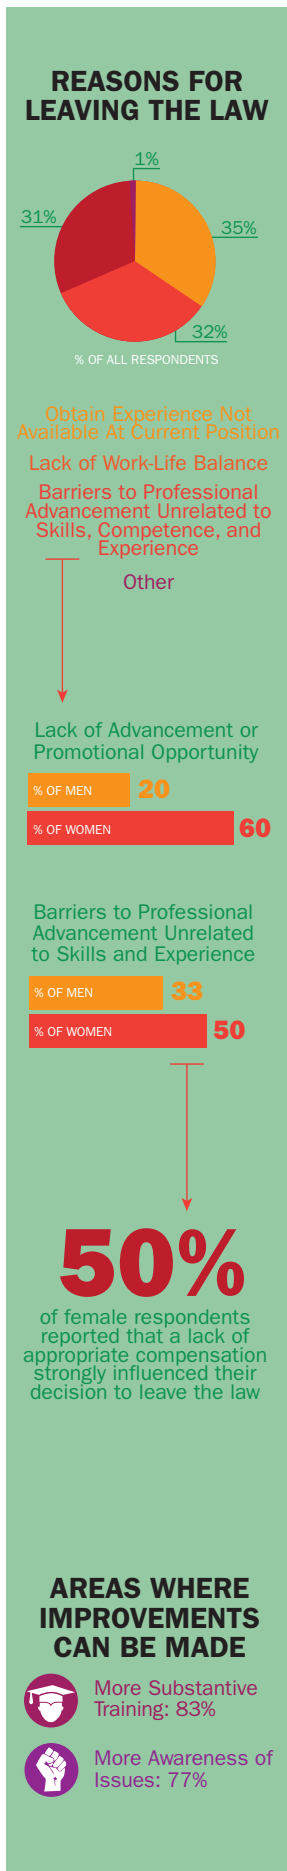 REASONS FOR
LEAVING THE LAW
1%
31%
35%
32%
% OF ALL RESPONDENTS
Obtain Experience Not
Available At Current Position
Lack of Work-Life Balance
Barriers to Professional
Advancement Unrelated to
Skills, Competence, and
Experience
Other
Lack of Advancement or
Promotional Opportunity
% OF MEN 20
% OF WOMEN 60
Barriers to Professional
Advancement Unrelated
to Skills and Experience
% OF MEN 33
% OF WOMEN 50
50%
of female respondents
reported that a lack of
appropriate compensation
strongly influenced their
decision to leave the law
AREAS WHERE
IMPROVEMENTS
CAN BE MADE
More Substantive
Training: 83%
More Awareness of
Issues: 77%